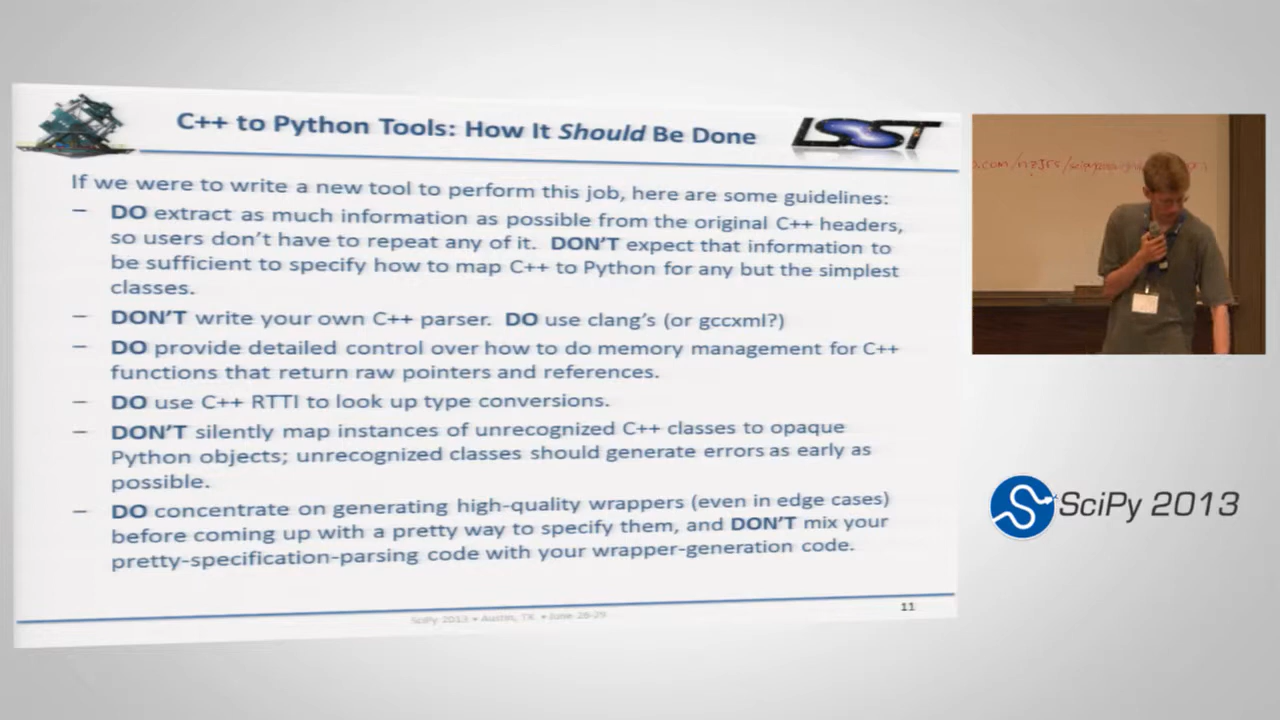 C++ to Python Tools: How It Should Be Done
LSST
If we were to write a new tool to perform this job, here are some guidelines:
– DO extract as much information as possible from the original C++ headers,
so users don't have to repeat any of it. DON'T expect that information to
be sufficient to specify how to map C++ to Python for any but the simplest
classes.
– DON'T write your own C++ parser. DO use clang's (or gccxml?)
– DO provide detailed control over how to do memory management for C++
functions that return raw pointers and references.
– DO use C++ RTTI to look up type conversions.
– DON'T silently map instances of unrecognized C++ classes to opaque
Python objects; unrecognized classes should generate errors as early as
possible.
– DO concentrate on generating high-quality wrappers (even in edge cases)
before coming up with a pretty way to specify them, and DON'T mix your
pretty-specification-parsing code with your wrapper-generation code.
SciPy 2013 • Austin, TX • June
11
SciPy 2013